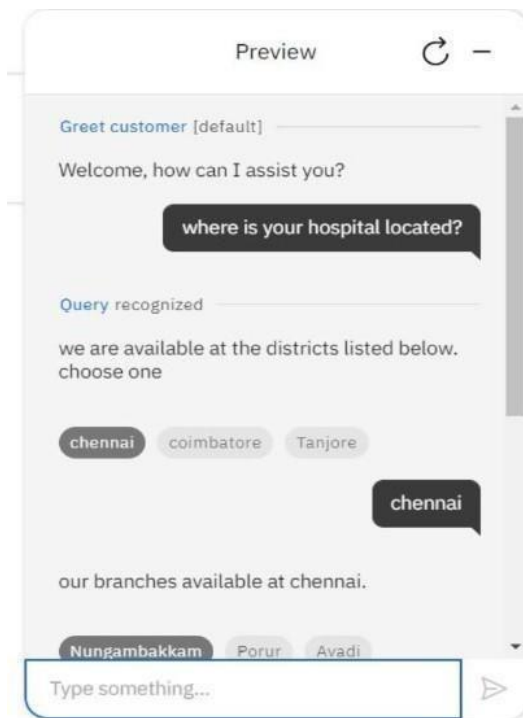 Preview
Greet customer [default]
Welcome, how can I assist you?
where is your hospital located?
Query recognized
we are available at the districts listed below.
choose one
chennai coimbatore Tanjore
chennai
our branches available at chennai.
Nungambakkam Porur Avadi
Type something...